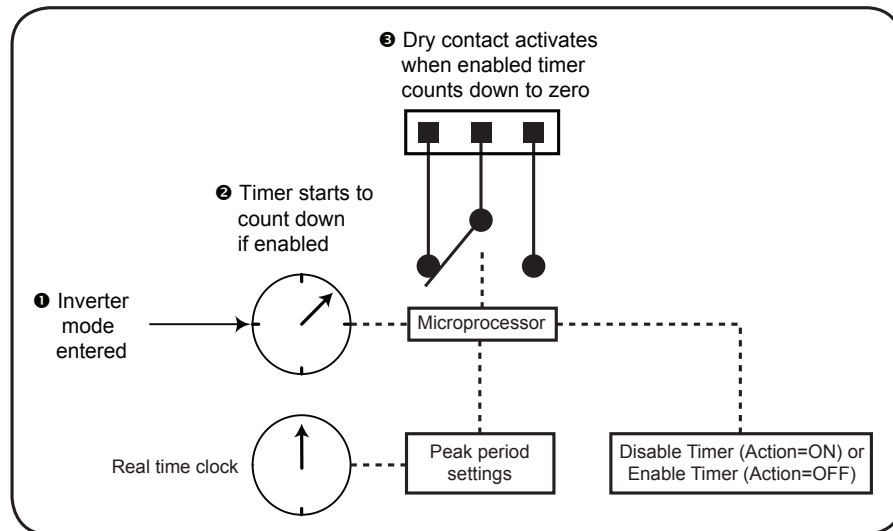 ❸ Dry contact activates
when enabled timer
counts down to zero
❷ Timer starts to
count down
if enabled
❶ Inverter
mode
entered
Microprocessor
Real time clock
Peak period
settings
Disable Timer (Action=ON) or
Enable Timer (Action=OFF)